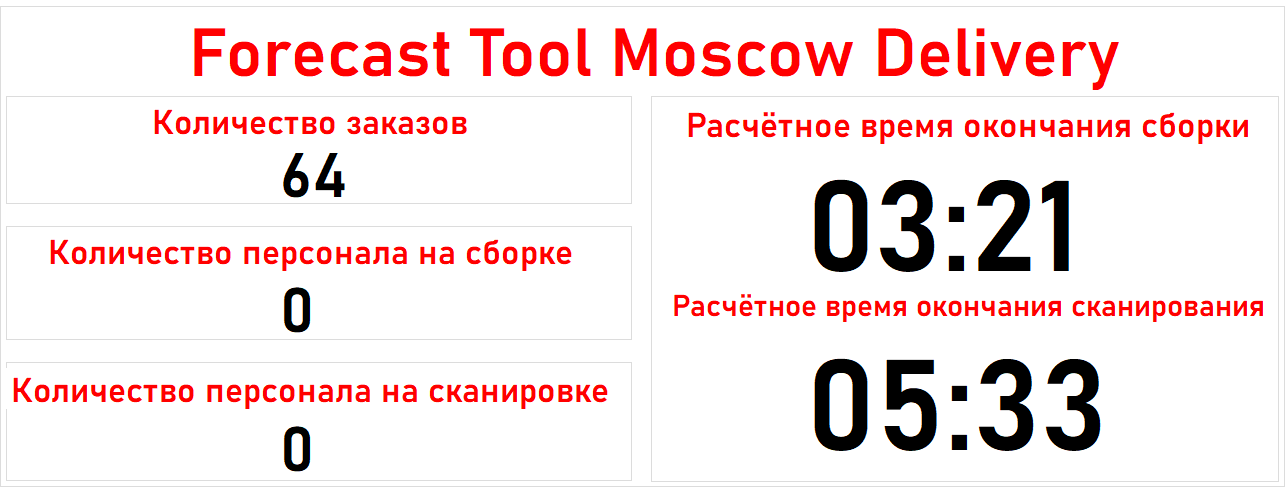 Forecast Tool Moscow Delivery
Количество заказов
64
Количество персонала на сборке
0
Количество персонала на сканировке
0
Расчётное время окончания сборки
03:21
Расчётное время окончания сканирования
05:33